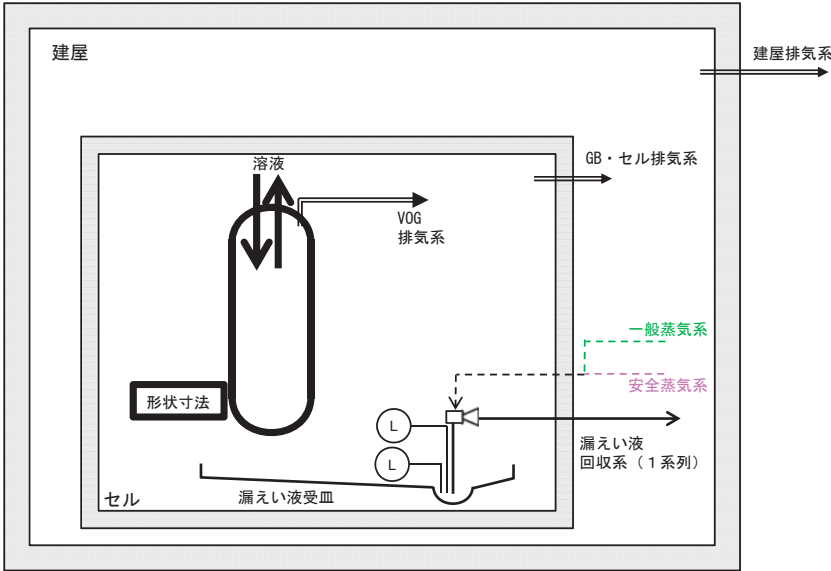 建屋
建屋排気系
溶液
GB・セル排気系
VOG
排気系
一般蒸気系
安全蒸気系
形状寸法
L
L
漏えい液
回収系（１系列）
漏えい液受皿
セル